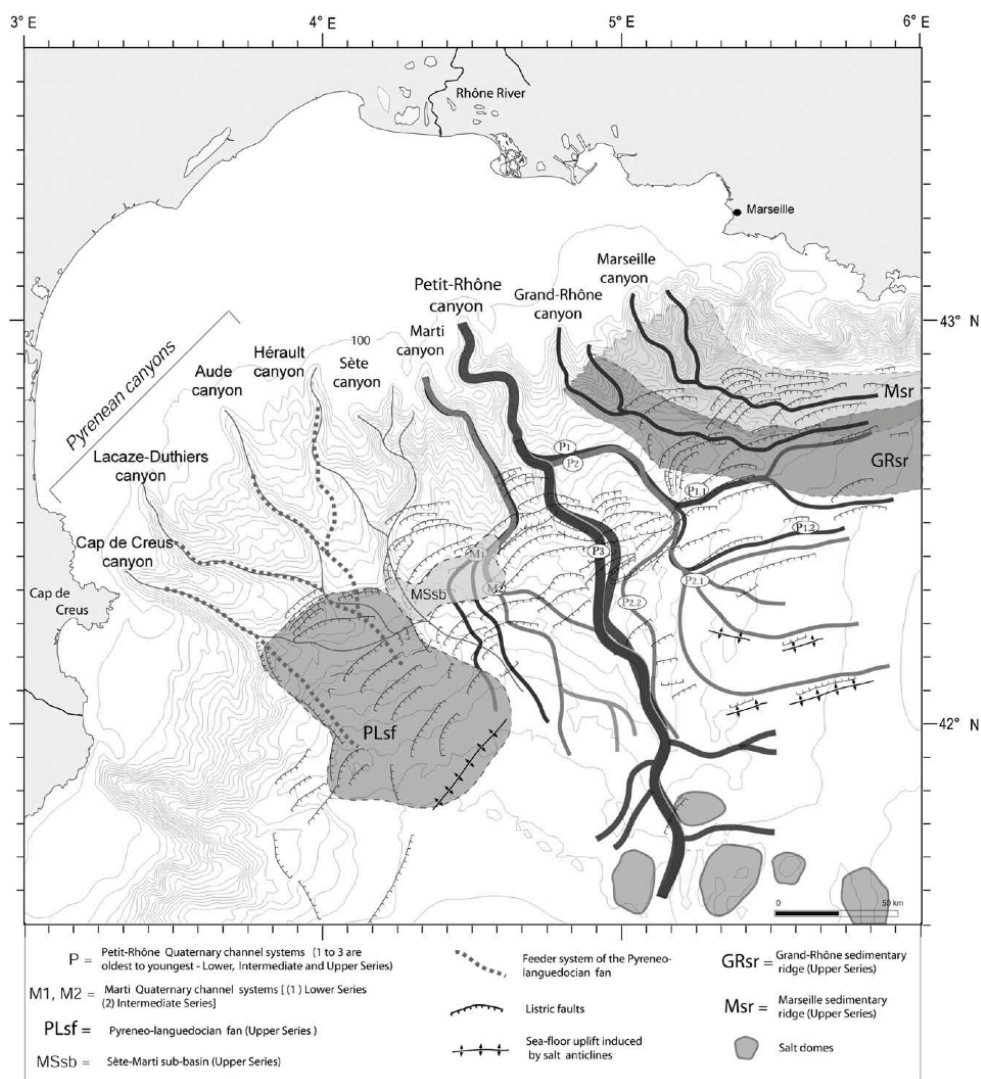 3° E
4° E
5° E
6° E
Rhône River
Marseille
Marseille
canyon
Petit-Rhône
canyon
Grand-Rhône
canyon
43° N
Marti
canyon
100
Hérault
canyon
Sète
canyon
Aude
canyon
Pyrenean canyons
Msr
Lacaze-Duthiers
canyon
P1
P2
GRsr
P1.1
P1.2
Cap de Creus
canyon
M1
P3
M2
P2.1
MSsb
P2.2
Cap de
Creus
PLsf
42° N
0
50 km
P = Petit-Rhône Quaternary channel systems (1 to 3 are
oldest to youngest - Lower, Intermediate and Upper Series)
M1, M2 = Marti Quaternary channel systems [ (1) Lower Series
(2) Intermediate Series]
PLsf = Pyreneo-languedocian fan (Upper Series )
MSsb = Sète-Marti sub-basin (Upper Series)
Feeder system of the Pyreneo-
languedocian fan
Listric faults
Sea-floor uplift induced
by salt anticlines
GRsr = Grand-Rhône sedimentary
ridge (Upper Series)
Msr = Marseille sedimentary
ridge (Upper Series)
Salt domes